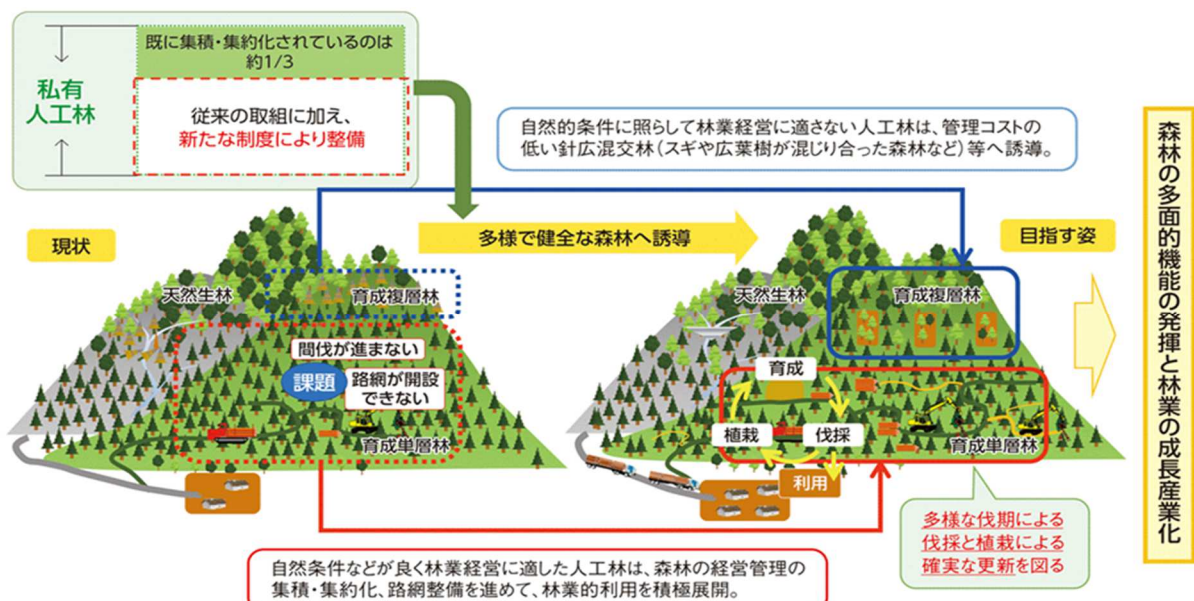 既に集積・集約化されているのは
約1/3
私有
人工林
従来の取組に加え、
新たな制度により整備
自然的条件に照らして林業経営に適さない人工林は、管理コストの
低い針広混交林(スギや広葉樹が混じり合った森林など)等へ誘導。
現状
多様で健全な森林へ誘導
目指す姿
天然生林
育成複層林
間伐が進まない
課題
路網が開設
できない
育成単層林
天然生林
育成複層林
育成
植栽
伐採
利用
育成単層林
多様な伐期による
伐採と植栽による
確実な更新を図る
自然条件などが良く林業経営に適した人工林は、森林の経営管理の
集積・集約化、路網整備を進めて、林業的利用を積極展開。
森林の多面的機能の発揮と林業の成長産業化